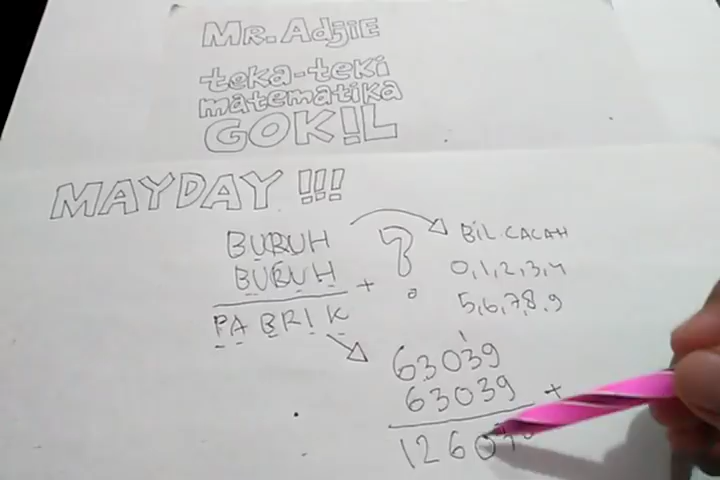 MR. AdjiE
teka-teki
matematika
GOK!L
MAYDAY !!!
BURUH
BURUH +
PABRIK
?
BIL. CACAH
0,1,2,3,4
5,6,7,8,9
1
63039
63039 +
1260